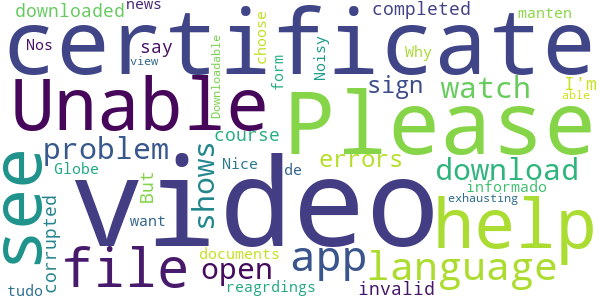 downloaded news completed manten
certificate
Nos say choose Noisy Why
view Downloadable form sign I'm
Unable Please watch able
see problem shows course errors download
Globe But Nice de informado
video help
corrupted want exhausting
file app language
open documents
tudo reagrdings invalid